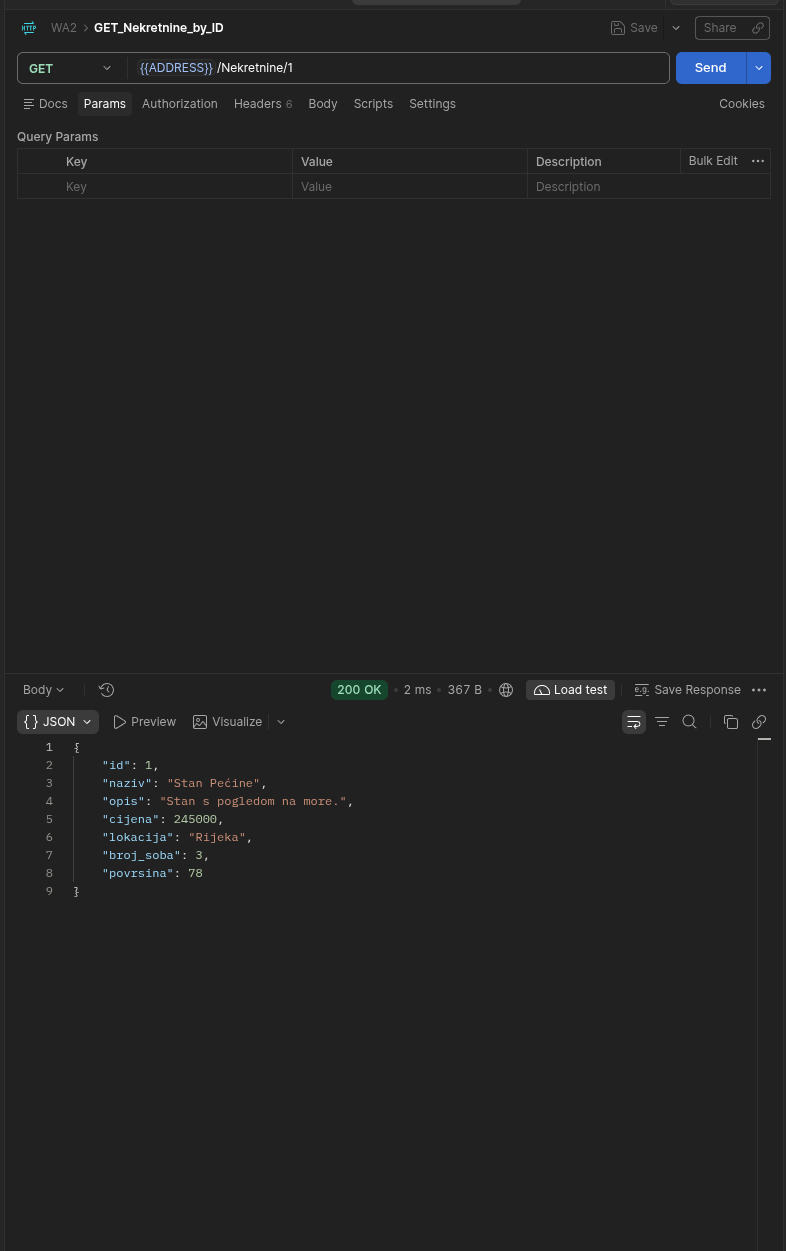 HTTP WA2 > GET_Nekretnine_by_ID Save Share
GET {{ADDRESS}} /Nekretnine/1 Send
Docs Params Authorization Headers 6 Body Scripts Settings Cookies
Query Params
Key Value Description Bulk Edit ···
Key Value Description
Body 200 OK • 2 ms • 367 B • Load test e.g. Save Response ···
{} JSON Preview Visualize
1 {
2 "id": 1,
3 "naziv": "Stan Pećine",
4 "opis": "Stan s pogledom na more.",
5 "cijena": 245000,
6 "lokacija": "Rijeka",
7 "broj_soba": 3,
8 "povrsina": 78
9 }